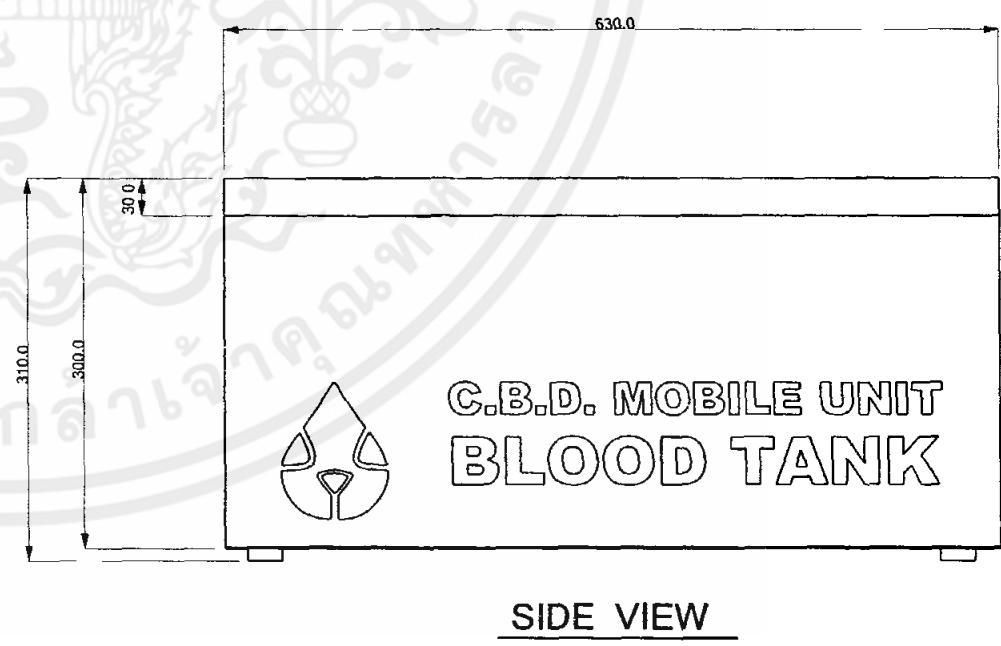 630.0
30.0
310.0
300.0
C.B.D. MOBILE UNIT
BLOOD TANK
SIDE VIEW